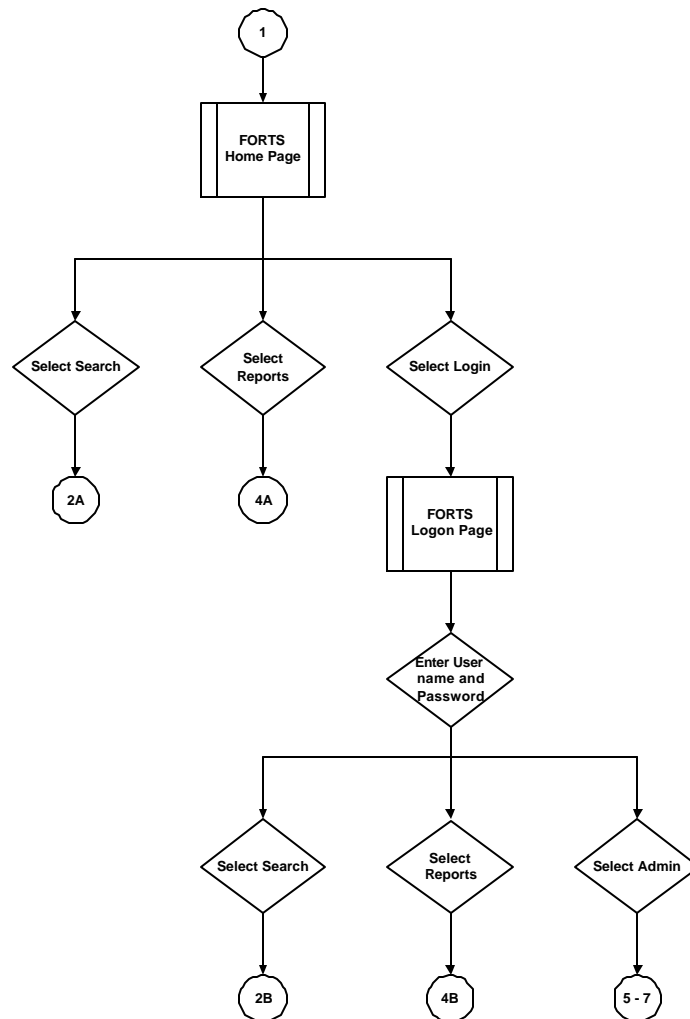 1
FORTS
Home Page
Select Search
Select
Reports
Select Login
2A
4A
FORTS
Logon Page
Enter User
name and
Password
Select Search
Select
Reports
Select Admin
2B
4B
5 - 7